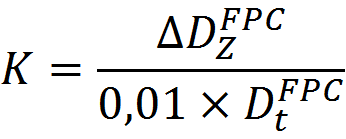 K = ΔD_Z^{FPC} / (0,01 × D_t^{FPC})